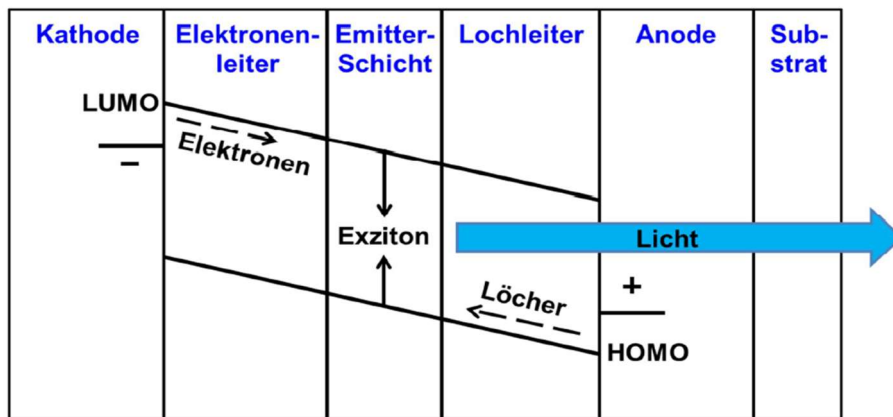 Kathode
Elektronen-
leiter
Emitter-
Schicht
Lochleiter
Anode
Sub-
strat
LUMO
–
Elektronen
Exziton
Licht
Löcher
+
HOMO